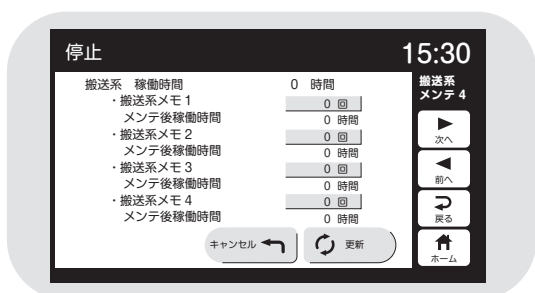 停止 15:30
搬送系 稼働時間 0 時間
・搬送系メモ 1 0 回
メンテ後稼働時間 0 時間
・搬送系メモ 2 0 回
メンテ後稼働時間 0 時間
・搬送系メモ 3 0 回
メンテ後稼働時間 0 時間
・搬送系メモ 4 0 回
メンテ後稼働時間 0 時間
キャンセル 更新
搬送系
メンテ 4
次へ
前へ
戻る
ホーム